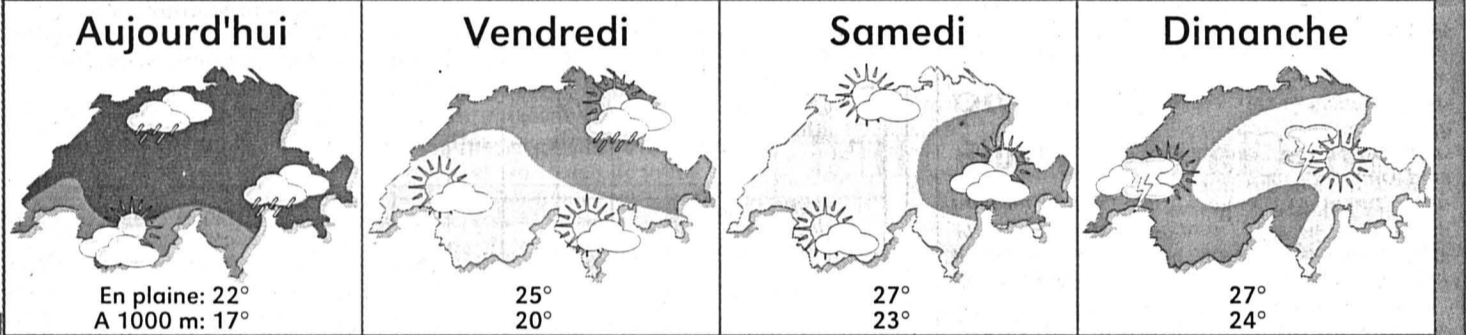 Aujourd'hui
En plaine: 22°
A 1000 m: 17°
Vendredi
25°
20°
Samedi
27°
23°
Dimanche
27°
24°